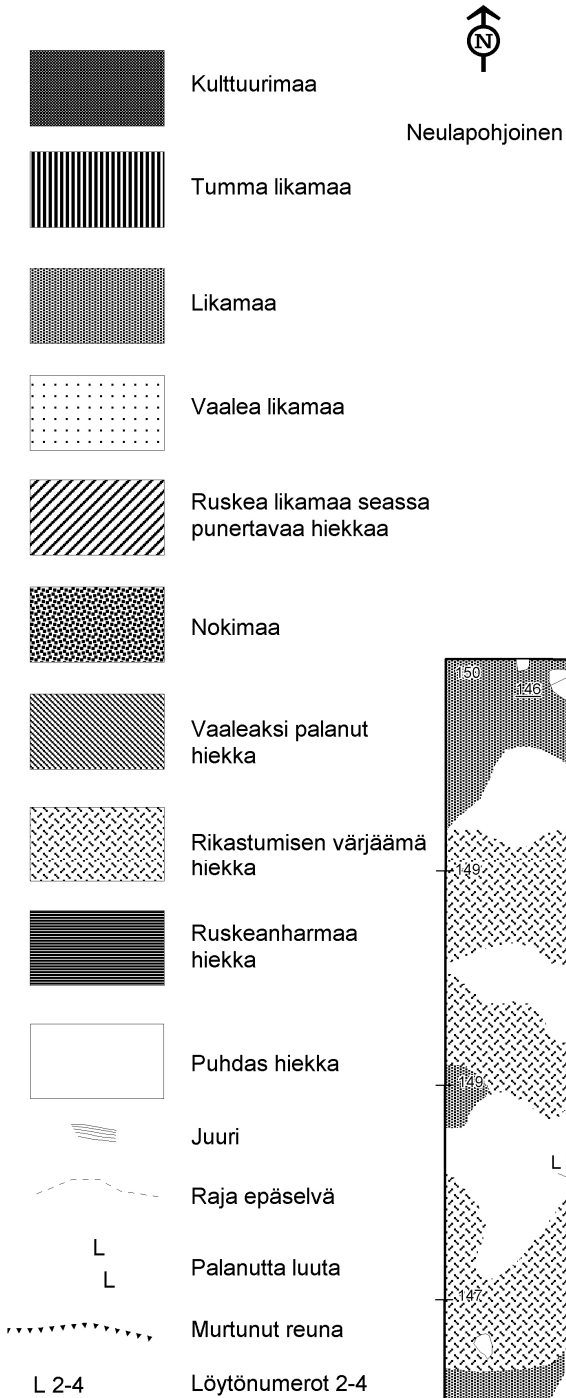 N
Neulapohjoinen
Kulttuurimaa
Tumma likamaa
Likamaa
Vaalea likamaa
Ruskea likamaa seassa
punertavaa hiekkaa
Nokimaa
Vaaleaksi palanut
hiekka
Rikastumisen värjäämä
hiekka
Ruskeanharmaa
hiekka
Puhdas hiekka
Juuri
Raja epäselvä
L
L
Palanutta luuta
Murtunut reuna
L 2-4
Löytönumerot 2-4
150
146
149
149
L
147